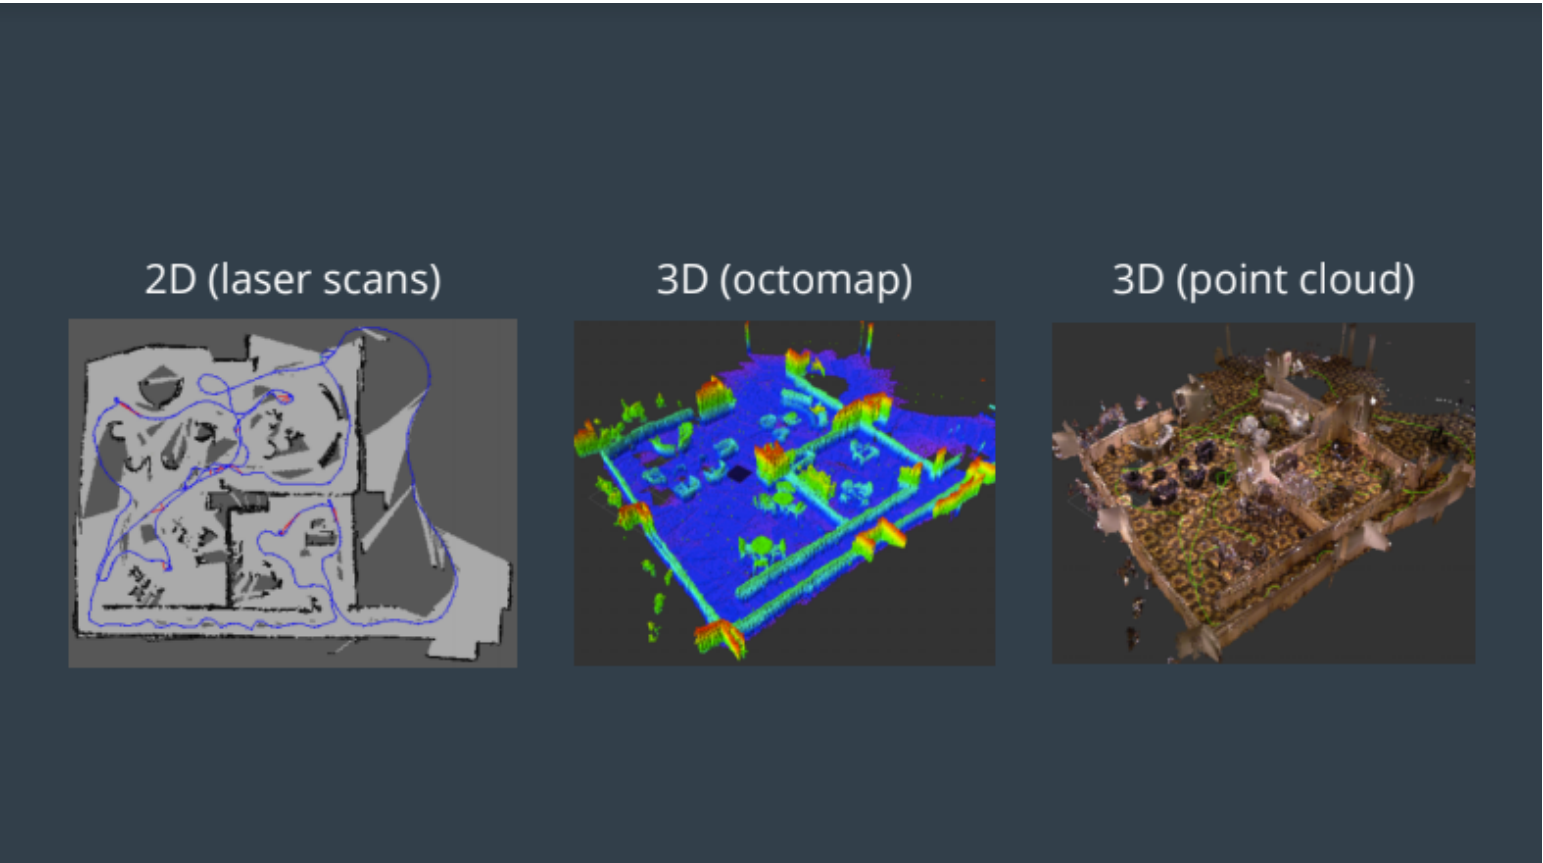 2D (laser scans)
3D (octomap)
3D (point cloud)